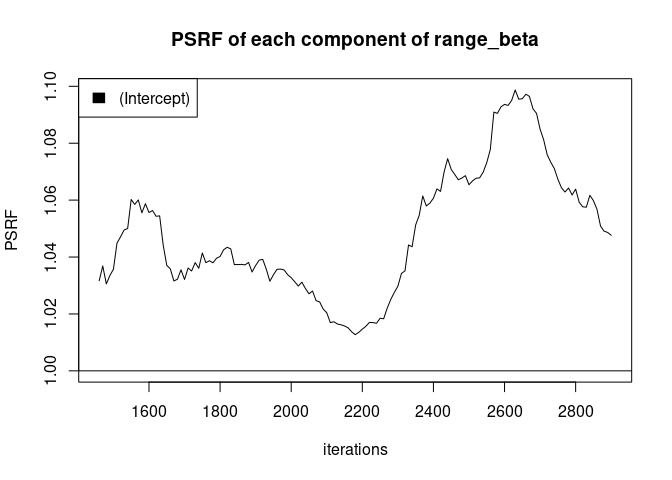 PSRF of each component of range_beta
(Intercept)
PSRF
1.10
1.08
1.06
1.04
1.02
1.00
1600 1800 2000 2200 2400 2600 2800
iterations